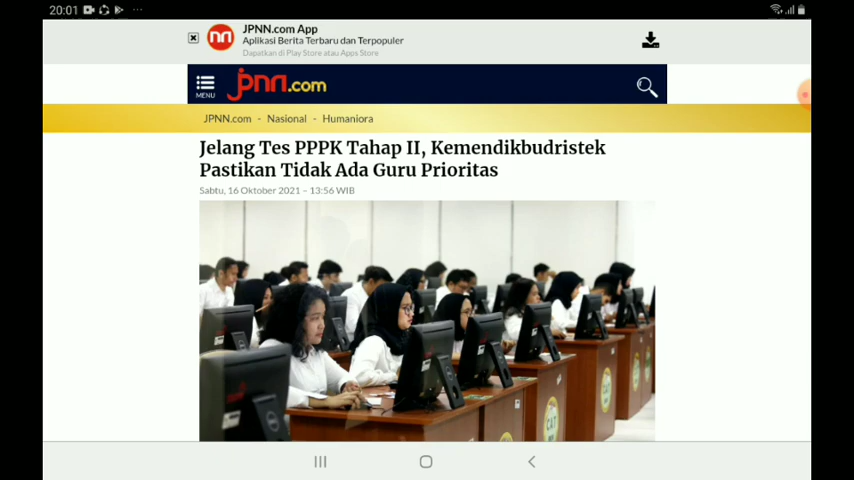 20:01
JPNN.com App
Aplikasi Berita Terbaru dan Terpopuler
Dapatkan di Play Store atau Apps Store
MENU
jpnn.com
JPNN.com - Nasional - Humaniora
Jelang Tes PPPK Tahap II, Kemendikbudristek
Pastikan Tidak Ada Guru Prioritas
Sabtu, 16 Oktober 2021 – 13:56 WIB
CAT